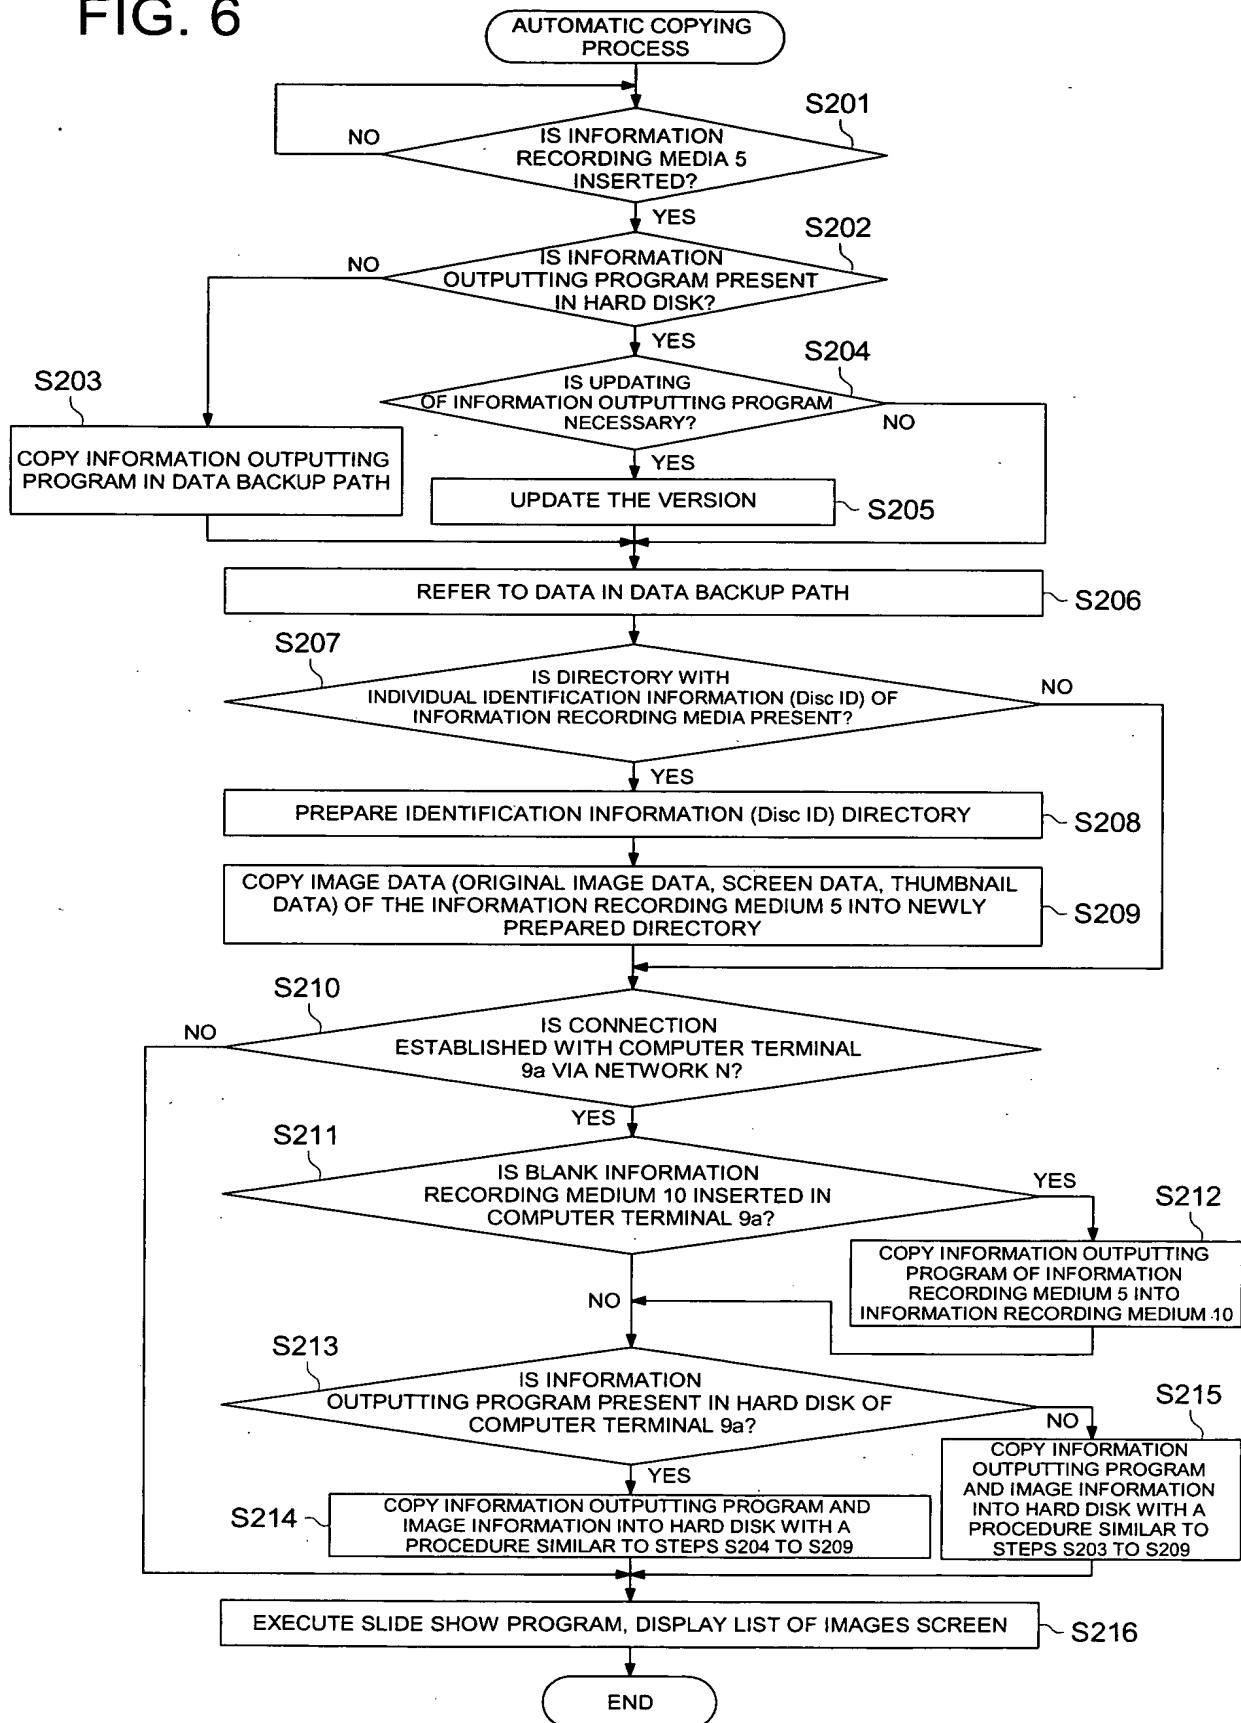 FIG. 6
AUTOMATIC COPYING
PROCESS
S201
NO
IS INFORMATION
RECORDING MEDIA 5
INSERTED?
YES
S202
NO
IS INFORMATION
OUTPUTTING PROGRAM PRESENT
IN HARD DISK?
YES
S204
S203
IS UPDATING
OF INFORMATION OUTPUTTING PROGRAM
NECESSARY?
NO
COPY INFORMATION OUTPUTTING
PROGRAM IN DATA BACKUP PATH
YES
UPDATE THE VERSION
S205
REFER TO DATA IN DATA BACKUP PATH
S206
S207
IS DIRECTORY WITH
INDIVIDUAL IDENTIFICATION INFORMATION (Disc ID) OF
INFORMATION RECORDING MEDIA PRESENT?
NO
YES
PREPARE IDENTIFICATION INFORMATION (Disc ID) DIRECTORY
S208
COPY IMAGE DATA (ORIGINAL IMAGE DATA, SCREEN DATA, THUMBNAIL
DATA) OF THE INFORMATION RECORDING MEDIUM 5 INTO NEWLY
PREPARED DIRECTORY
S209
S210
NO
IS CONNECTION
ESTABLISHED WITH COMPUTER TERMINAL
9a VIA NETWORK N?
YES
S211
IS BLANK INFORMATION
RECORDING MEDIUM 10 INSERTED IN
COMPUTER TERMINAL 9a?
YES
S212
COPY INFORMATION OUTPUTTING
PROGRAM OF INFORMATION
RECORDING MEDIUM 5 INTO
INFORMATION RECORDING MEDIUM 10
NO
S213
IS INFORMATION
OUTPUTTING PROGRAM PRESENT IN HARD DISK OF
COMPUTER TERMINAL 9a?
NO
S215
YES
COPY INFORMATION
OUTPUTTING PROGRAM
AND IMAGE INFORMATION
INTO HARD DISK WITH A
PROCEDURE SIMILAR TO
STEPS S203 TO S209
S214
COPY INFORMATION OUTPUTTING PROGRAM AND
IMAGE INFORMATION INTO HARD DISK WITH A
PROCEDURE SIMILAR TO STEPS S204 TO S209
EXECUTE SLIDE SHOW PROGRAM, DISPLAY LIST OF IMAGES SCREEN
S216
END